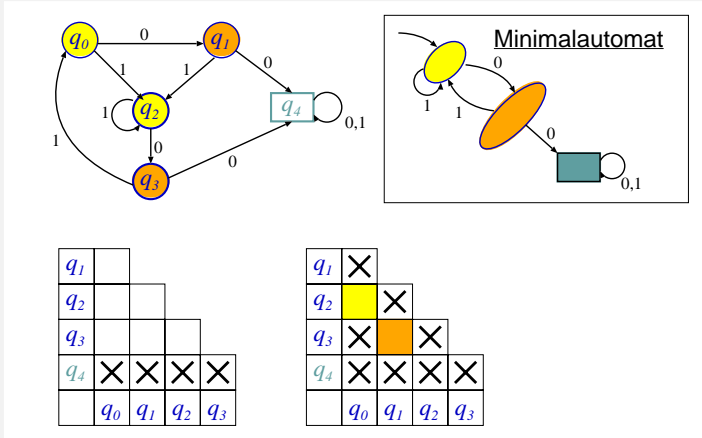 Minimalautomat
q0 0 q1
1 1 0 0
1 q2 q4 1 1
0,1 0
0
1 q3 0 0,1
q1 q1 ×
q2 q2 ×
q3 q3 × ×
q4 × × × × q4 × × × ×
q0 q1 q2 q3 q0 q1 q2 q3